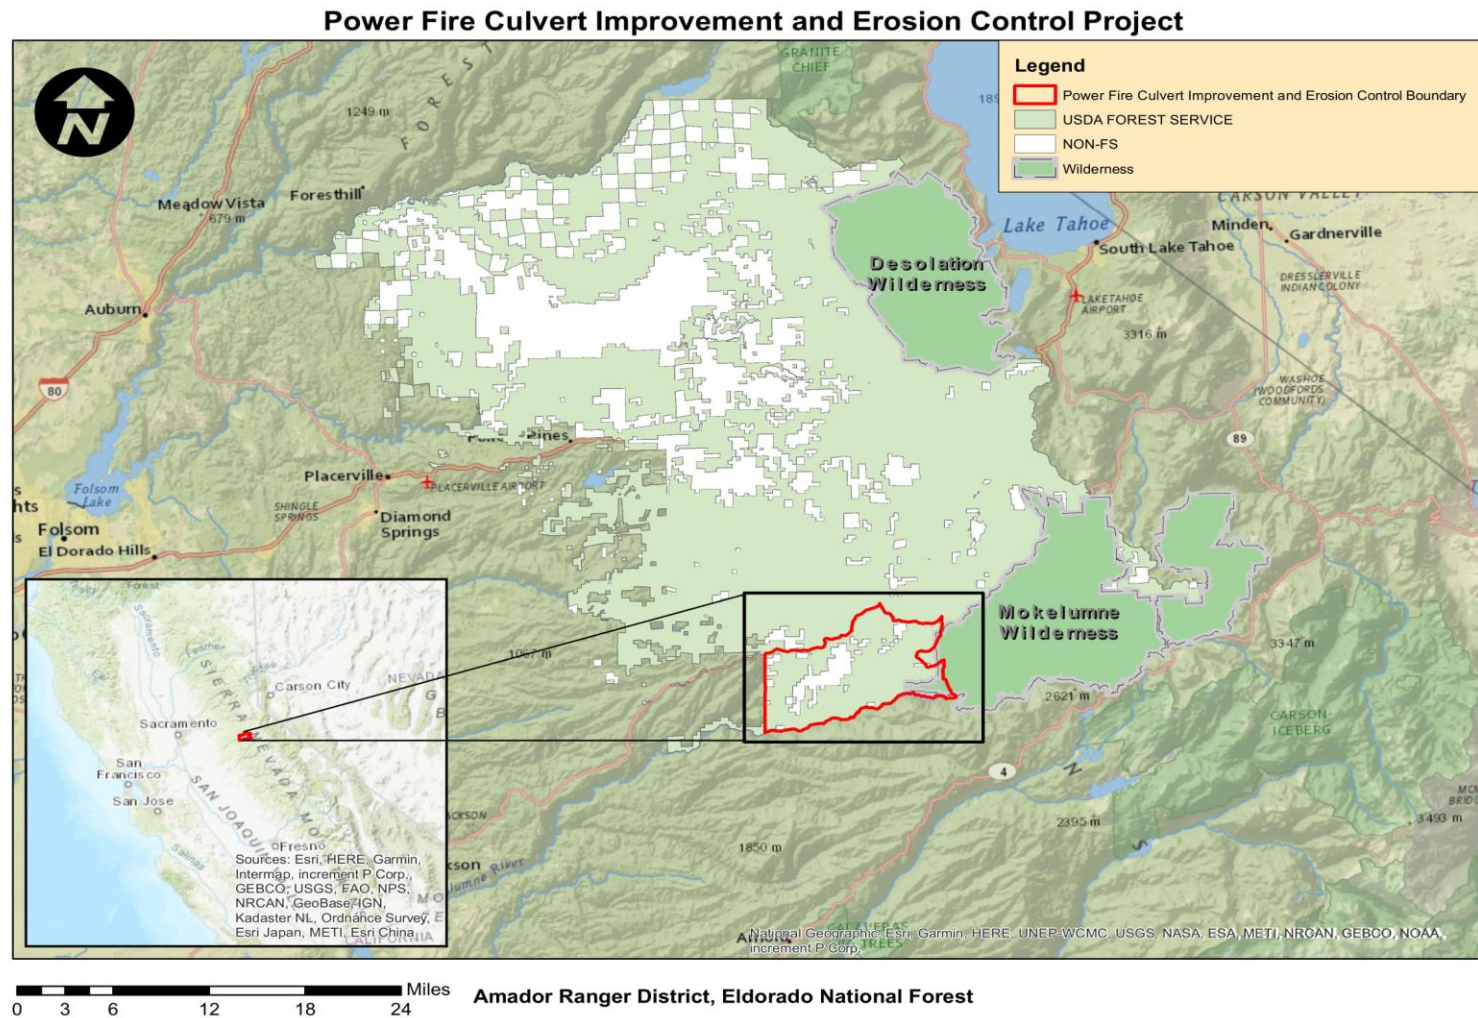 Power Fire Culvert Improvement and Erosion Control Project
Legend
Power Fire Culvert Improvement and Erosion Control Boundary
USDA FOREST SERVICE
NON-FS
Wilderness
N
GRANITE
CHIEF
1249 m
FOREST
Foresthill
Meadow Vista
679 m
CARSON VALLEY
Minden
Gardnerville
Lake Tahoe
South Lake Tahoe
DRESSLERVILLE
INDIAN COLONY
Desolation
Wilderness
LAKE TAHOE
AIRPORT
3316 m
Auburn
80
WASHOE
(WOODFORDS
COMMUNITY)
89
Pines
Placerville
PLACERVILLE AIRPORT
Folsom
Lake
SHINGLE
SPRINGS
Diamond
Springs
hts
Folsom
El Dorado Hills
Mokelumne
Wilderness
1067 m
3347 m
2621 m
CARSON-
ICEBERG
4
N
S
2395 m
3493 m
1850 m
Sacramento
Feather
SIERRA NEVADA
NEVADA
Carson City
Sacramento
San
Francisco
San Jose
SAN JOAQUIN
Fresno
Salinas
CALIFORNIA
Sources: Esri, HERE, Garmin,
Intermap, increment P Corp.,
GEBCO, USGS, FAO, NPS,
NRCAN, GeoBase, IGN,
Kadaster NL, Ordnance Survey,
Esri Japan, METI, Esri China
National Geographic, Esri, Garmin, HERE, UNEP-WCMC, USGS, NASA, ESA, METI, NRCAN, GEBCO, NOAA,
increment P Corp.
Miles
0 3 6 12 18 24
Amador Ranger District, Eldorado National Forest